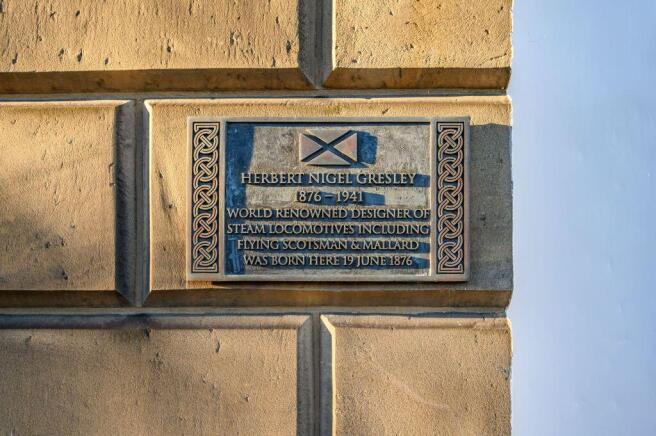 HERBERT NIGEL GRESLEY
1876 – 1941
WORLD RENOWNED DESIGNER OF
STEAM LOCOMOTIVES INCLUDING
FLYING SCOTSMAN & MALLARD
WAS BORN HERE 19 JUNE 1876